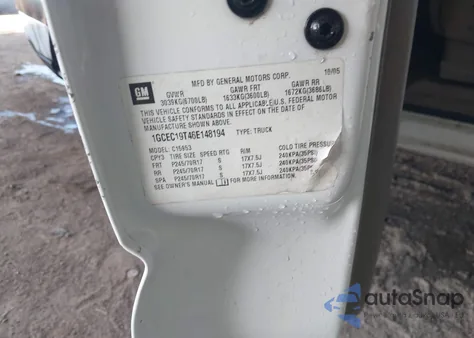 GM
MFD BY GENERAL MOTORS CORP. 10/05
GVWR GAWR FRT GAWR RR
3039KG(6700LB) 1633KG(3600LB) 1672KG(3686LB)
THIS VEHICLE CONFORMS TO ALL APPLICABLE U.S. FEDERAL MOTOR
VEHICLE SAFETY STANDARDS IN EFFECT ON THE DATE OF
MANUFACTURE SHOWN ABOVE.
1GCEC19T46E148194 TYPE: TRUCK
MODEL: C15953
TIRE SIZE SPEED RTG RIM COLD TIRE PRESSURE
FRT P245/70R17 S 17X7.5J 240KPA(35PSI)
RR P245/70R17 S 17X7.5J 240KPA(35PSI)
SPA P245/70R17 S 17X7.5J 240KPA(35PSI)
SEE OWNER'S MANUAL FOR MORE INFORMATION.
autoSnap